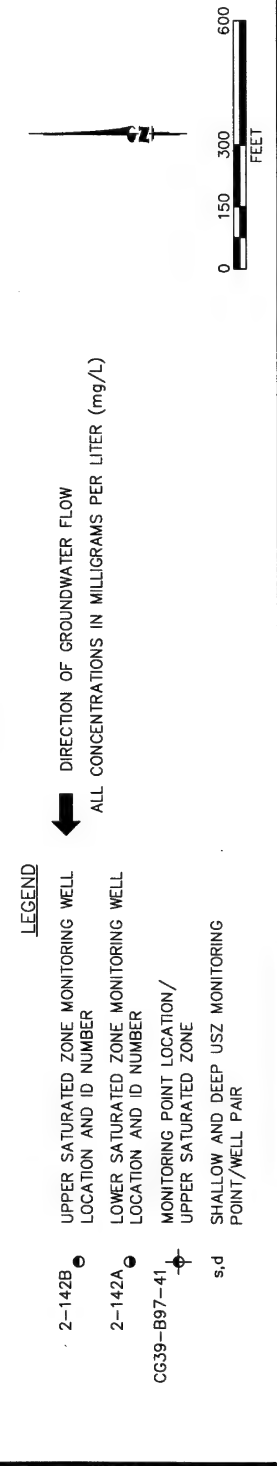 LEGEND
2-142B UPPER SATURATED ZONE MONITORING WELL
LOCATION AND ID NUMBER
2-142A LOWER SATURATED ZONE MONITORING WELL
LOCATION AND ID NUMBER
CG39-B97-41 MONITORING POINT LOCATION/
UPPER SATURATED ZONE
s,d SHALLOW AND DEEP USZ MONITORING
POINT/WELL PAIR
DIRECTION OF GROUNDWATER FLOW
ALL CONCENTRATIONS IN MILLIGRAMS PER LITER (mg/L)
N
0 150 300 600
FEET